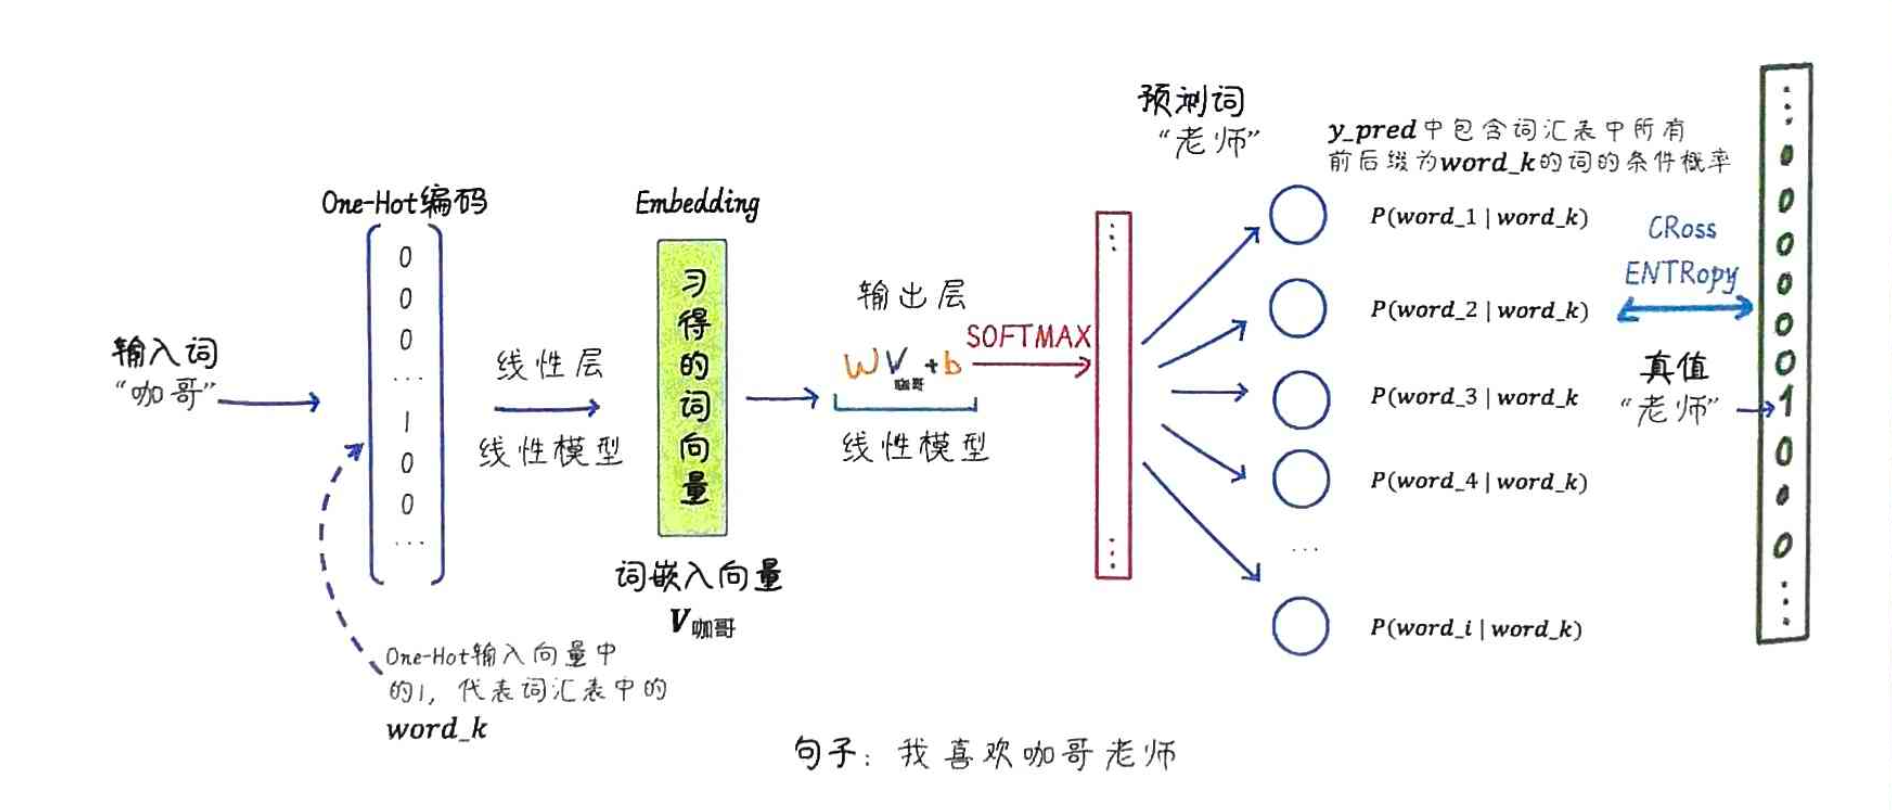 输入词
“咖哥”
One-Hot编码
0
0
0
...
1
0
0
...
One-Hot输入向量中
的1, 代表词汇表中的
word_k
线性层
线性模型
Embedding
习得的词向量
词嵌入向量
V咖哥
输出层
WV咖哥+b
线性模型
SOFTMAX
预测词
“老师”
y_pred中包含词汇表中所有
前后缀为word_k的词的条件概率
P(word_1 | word_k)
P(word_2 | word_k)
P(word_3 | word_k
P(word_4 | word_k)
...
P(word_i | word_k)
CRoss
ENTRopy
真值
“老师”
0
0
0
0
0
0
1
0
0
0
句子: 我喜欢咖哥老师